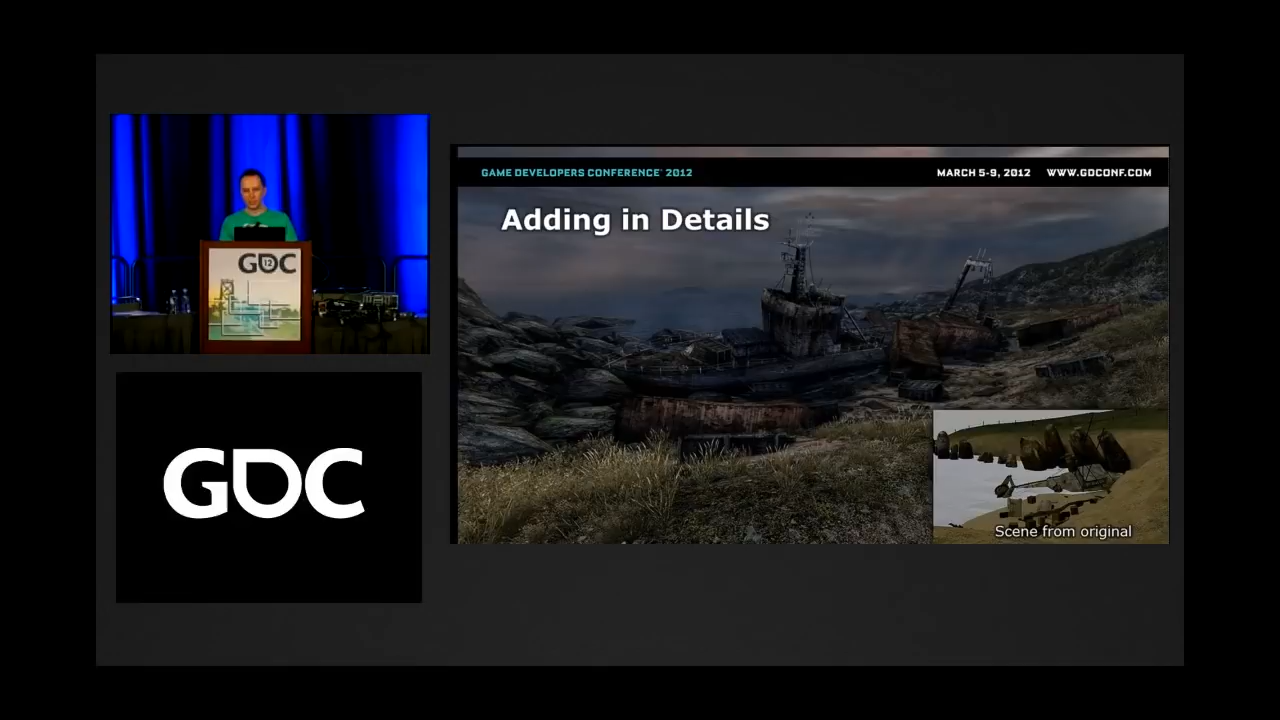 GDC
12
GDC
GAME DEVELOPERS CONFERENCE® 2012
MARCH 5-9, 2012 WWW.GDCONF.COM
Adding in Details
Scene from original